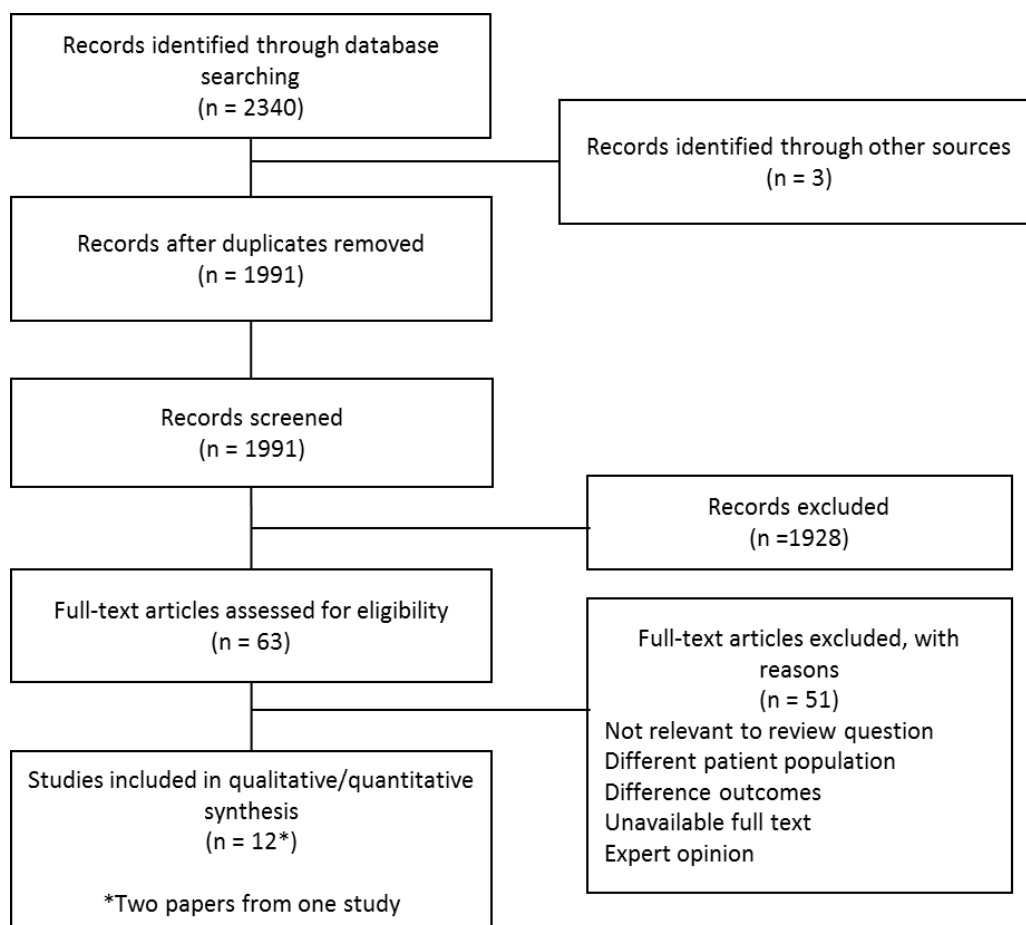 Records identified through database
searching
(n = 2340)
Records identified through other sources
(n = 3)
Records after duplicates removed
(n = 1991)
Records screened
(n = 1991)
Records excluded
(n =1928)
Full-text articles assessed for eligibility
(n = 63)
Full-text articles excluded, with
reasons
(n = 51)
Not relevant to review question
Different patient population
Difference outcomes
Unavailable full text
Expert opinion
Studies included in qualitative/quantitative
synthesis
(n = 12*)
*Two papers from one study